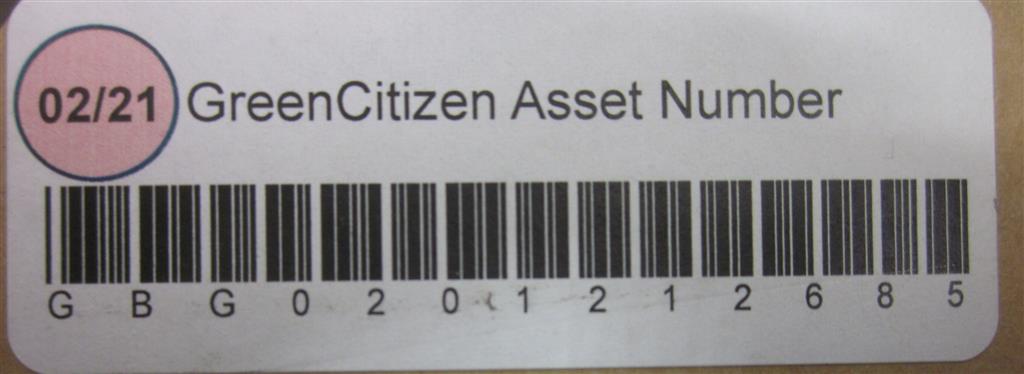 02/21 GreenCitizen Asset Number
G B G 0 2 0 1 2 1 2 6 8 5